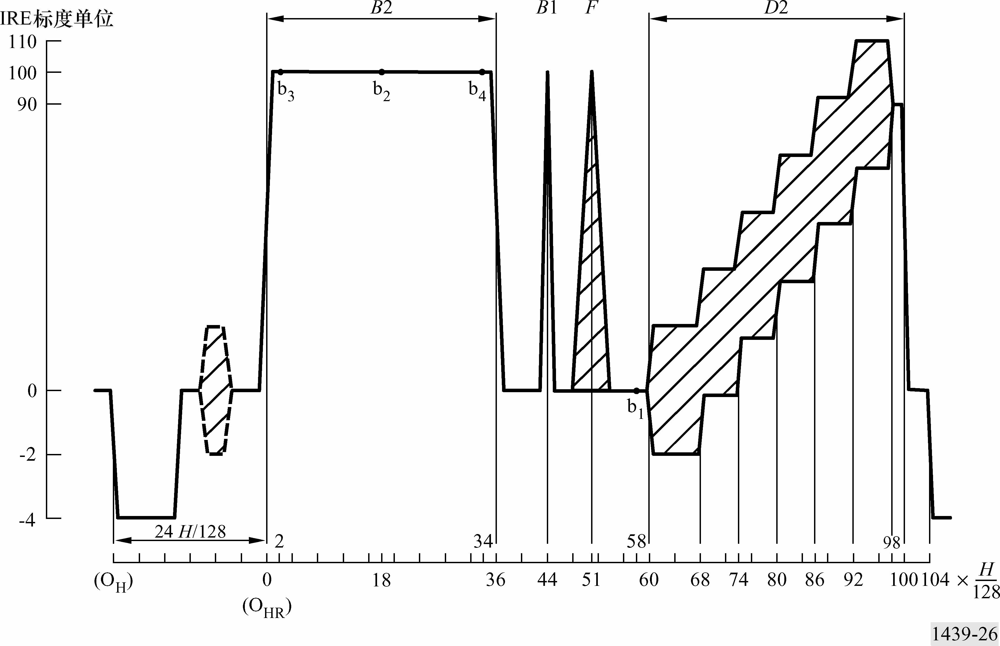 B2 B1 F D2
IRE标度单位
110
100
90
b3 b2 b4
0
b1
-2
-4
24 H/128
2 34 58 98
(OH) 0 18 36 44 51 60 68 74 80 86 92 100 104 × H/128
(OHR)
1439-26